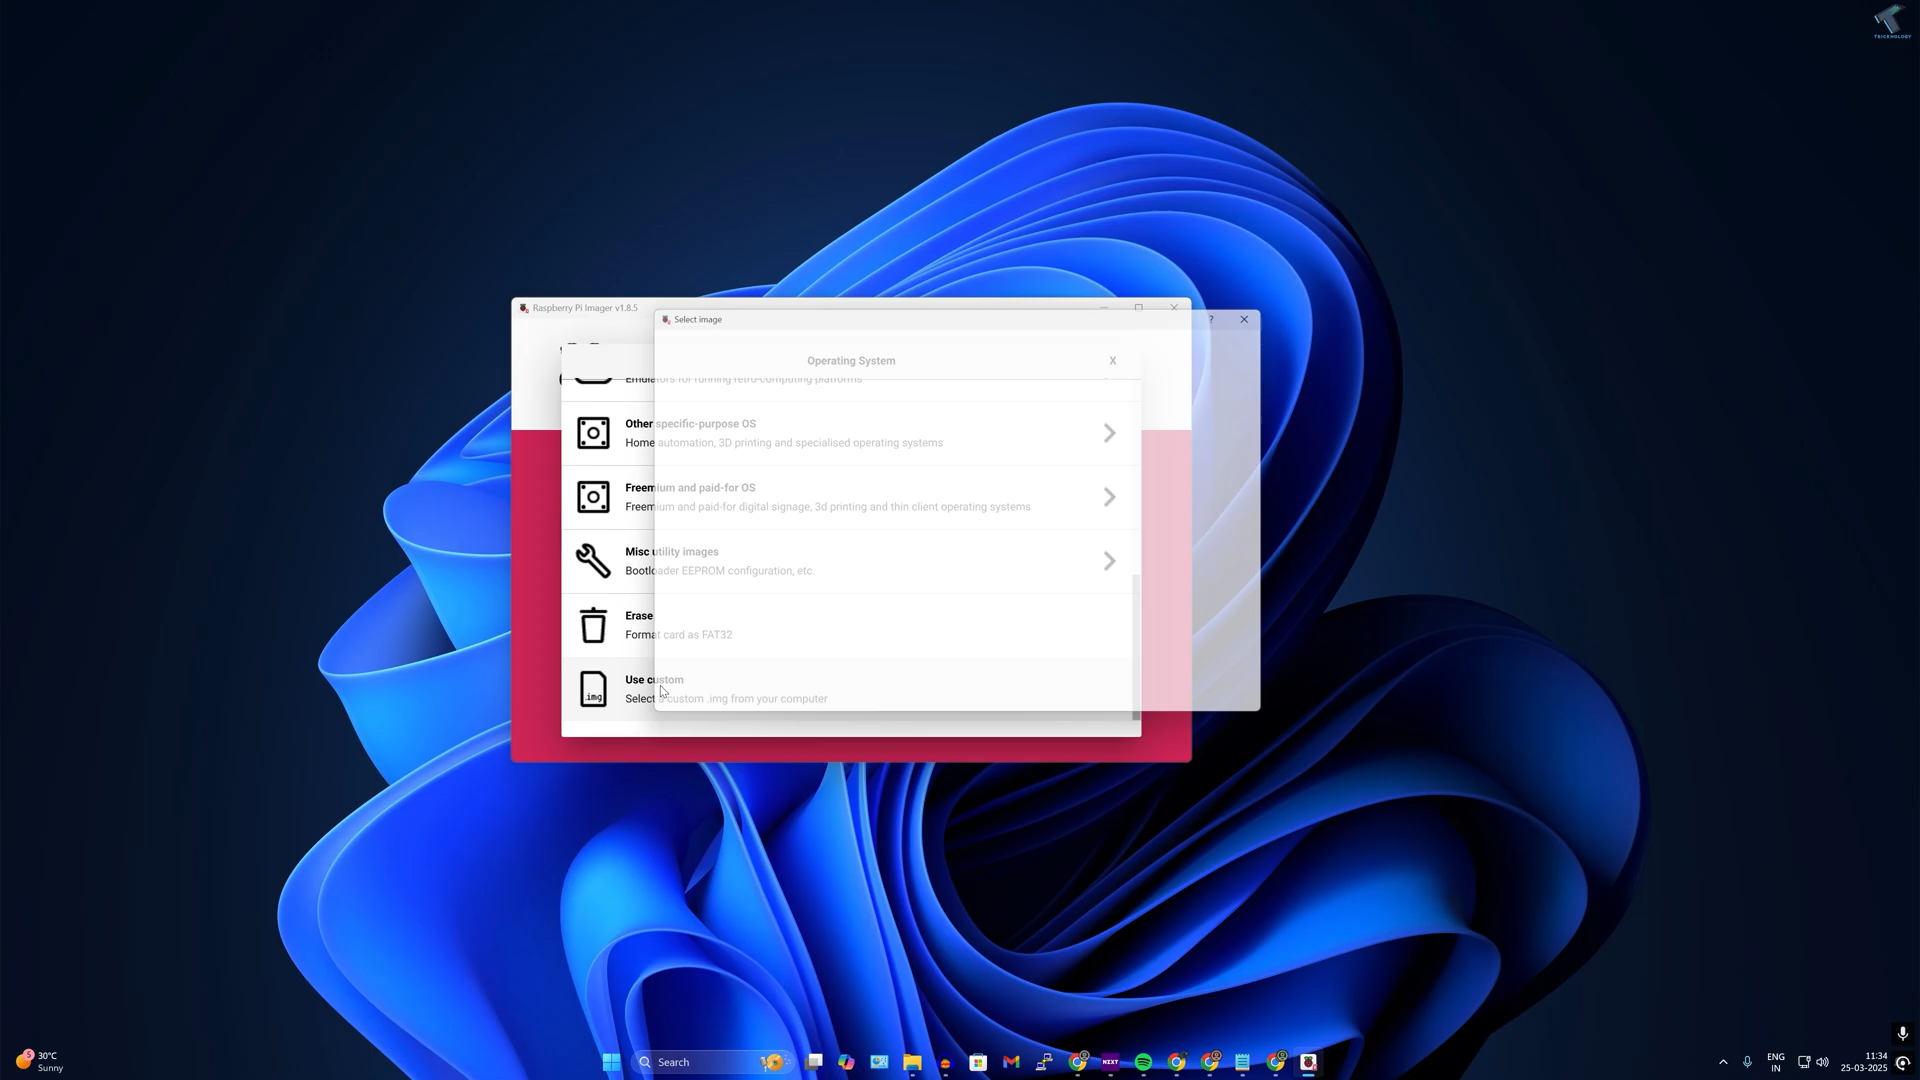 TRICKNOLOGY
Raspberry Pi Imager v1.8.5
Select image
?
Operating System
X
Emulators for running retro-computing platforms
Other specific-purpose OS
Home automation, 3D printing and specialised operating systems
Freemium and paid-for OS
Freemium and paid-for digital signage, 3d printing and thin client operating systems
Misc utility images
Bootloader EEPROM configuration, etc.
Erase
Format card as FAT32
.img
Use custom
Select a custom .img from your computer
5
30°C
Sunny
Search
NEXT
ENG
IN
11:34
25-03-2025